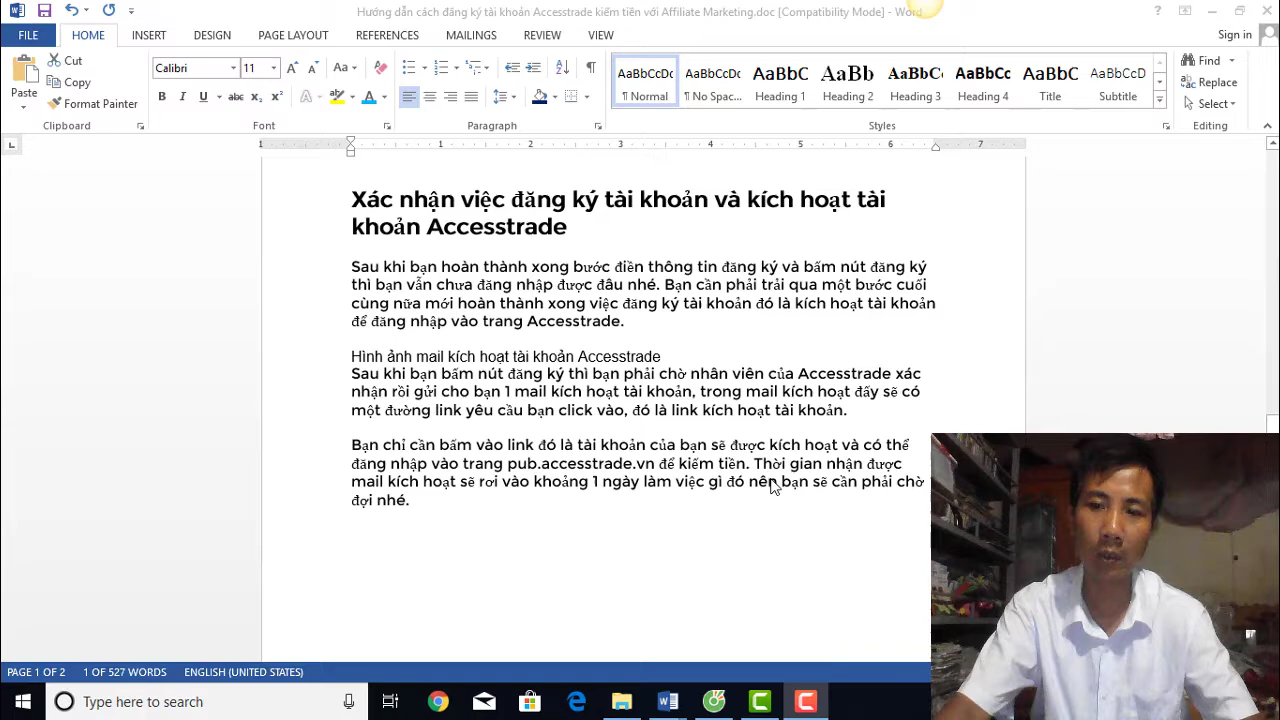 Hướng dẫn cách đăng ký tài khoản Accesstrade kiếm tiền với Affiliate Marketing.doc [Compatibility Mode] - Word
FILE HOME INSERT DESIGN PAGE LAYOUT REFERENCES MAILINGS REVIEW VIEW Sign in
Paste
Cut
Copy
Format Painter
Calibri 11
AaBbCcDc AaBbCcDc AaBbC AaBb AaBbCc AaBbCc AaBbC AaBbCcD
¶ Normal ¶ No Spac... Heading 1 Heading 2 Heading 3 Heading 4 Title Subtitle
Find
Replace
Select
Clipboard Font Paragraph Styles Editing
1 1 2 3 4 5 6 7
Xác nhận việc đăng ký tài khoản và kích hoạt tài
khoản Accesstrade
Sau khi bạn hoàn thành xong bước điền thông tin đăng ký và bấm nút đăng ký
thì bạn vẫn chưa đăng nhập được đâu nhé. Bạn cần phải trải qua một bước cuối
cùng nữa mới hoàn thành xong việc đăng ký tài khoản đó là kích hoạt tài khoản
để đăng nhập vào trang Accesstrade.
Hình ảnh mail kích hoạt tài khoản Accesstrade
Sau khi bạn bấm nút đăng ký thì bạn phải chờ nhân viên của Accesstrade xác
nhận rồi gửi cho bạn 1 mail kích hoạt tài khoản, trong mail kích hoạt đấy sẽ có
một đường link yêu cầu bạn click vào, đó là link kích hoạt tài khoản.
Bạn chỉ cần bấm vào link đó là tài khoản của bạn sẽ được kích hoạt và có thể
đăng nhập vào trang pub.accesstrade.vn để kiếm tiền. Thời gian nhận được
mail kích hoạt sẽ rơi vào khoảng 1 ngày làm việc gì đó nên bạn sẽ cần phải chờ
đợi nhé.
PAGE 1 OF 2 1 OF 527 WORDS ENGLISH (UNITED STATES)
Type here to search